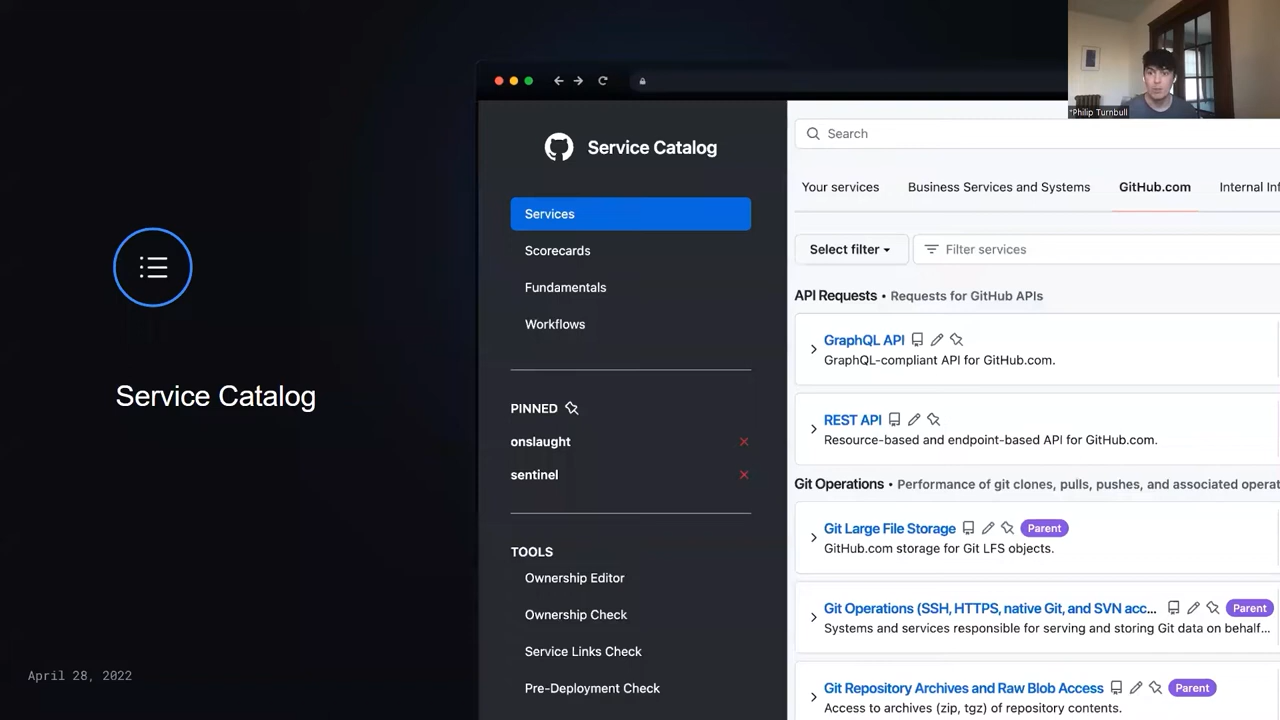 Service Catalog
April 28, 2022
Service Catalog
Services
Scorecards
Fundamentals
Workflows
PINNED
onslaught
sentinel
TOOLS
Ownership Editor
Ownership Check
Service Links Check
Pre-Deployment Check
*Philip Turnbull
Search
Your services Business Services and Systems GitHub.com Internal Inf
Select filter Filter services
API Requests • Requests for GitHub APIs
GraphQL API
GraphQL-compliant API for GitHub.com.
REST API
Resource-based and endpoint-based API for GitHub.com.
Git Operations • Performance of git clones, pulls, pushes, and associated operat
Git Large File Storage Parent
GitHub.com storage for Git LFS objects.
Git Operations (SSH, HTTPS, native Git, and SVN acc... Parent
Systems and services responsible for serving and storing Git data on behalf...
Git Repository Archives and Raw Blob Access Parent
Access to archives (zip, tgz) of repository contents.